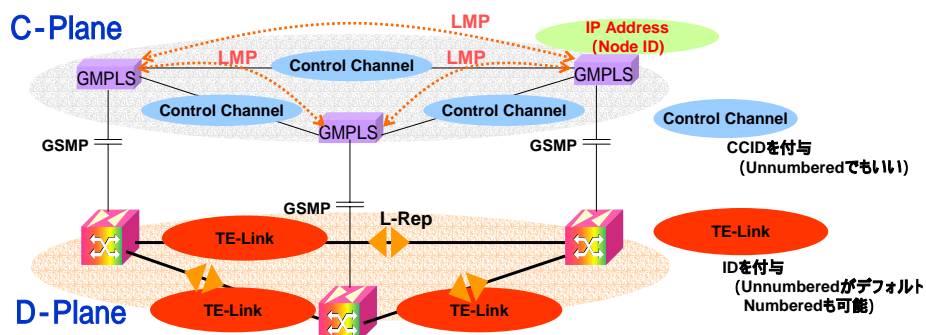 C-Plane
LMP
IP Address
(Node ID)
LMP
Control Channel
LMP
GMPLS
GMPLS
Control Channel
Control Channel
GMPLS
Control Channel
GSMP
GSMP
CCIDを付与
(Unnumberedでもいい)
GSMP
L-Rep
TE-Link
TE-Link
IDを付与
(Unnumberedがデフォルト
Numberedも可能)
TE-Link
TE-Link
D-Plane